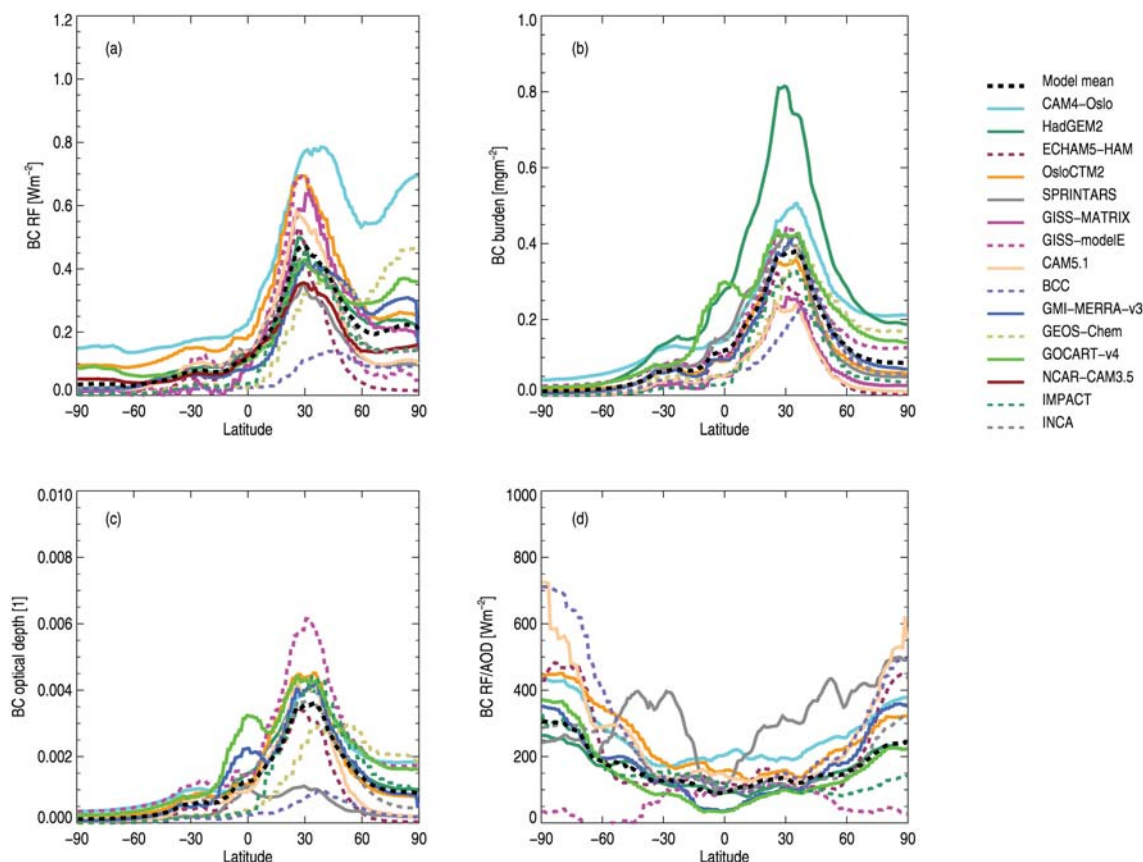 (a)
BC RF [Wm⁻²]
1.2
1.0
0.8
0.6
0.4
0.2
0.0
−90 −60 −30 0 30 60 90
Latitude
(b)
BC burden [mgm⁻²]
1.0
0.8
0.6
0.4
0.2
0.0
−90 −60 −30 0 30 60 90
Latitude
Model mean
CAM4−Oslo
HadGEM2
ECHAM5−HAM
OsloCTM2
SPRINTARS
GISS−MATRIX
GISS−modelE
CAM5.1
BCC
GMI−MERRA−v3
GEOS−Chem
GOCART−v4
NCAR−CAM3.5
IMPACT
INCA
(c)
BC optical depth [1]
0.010
0.008
0.006
0.004
0.002
0.000
−90 −60 −30 0 30 60 90
Latitude
(d)
BC RF/AOD [Wm⁻²]
1000
800
600
400
200
0
−90 −60 −30 0 30 60 90
Latitude